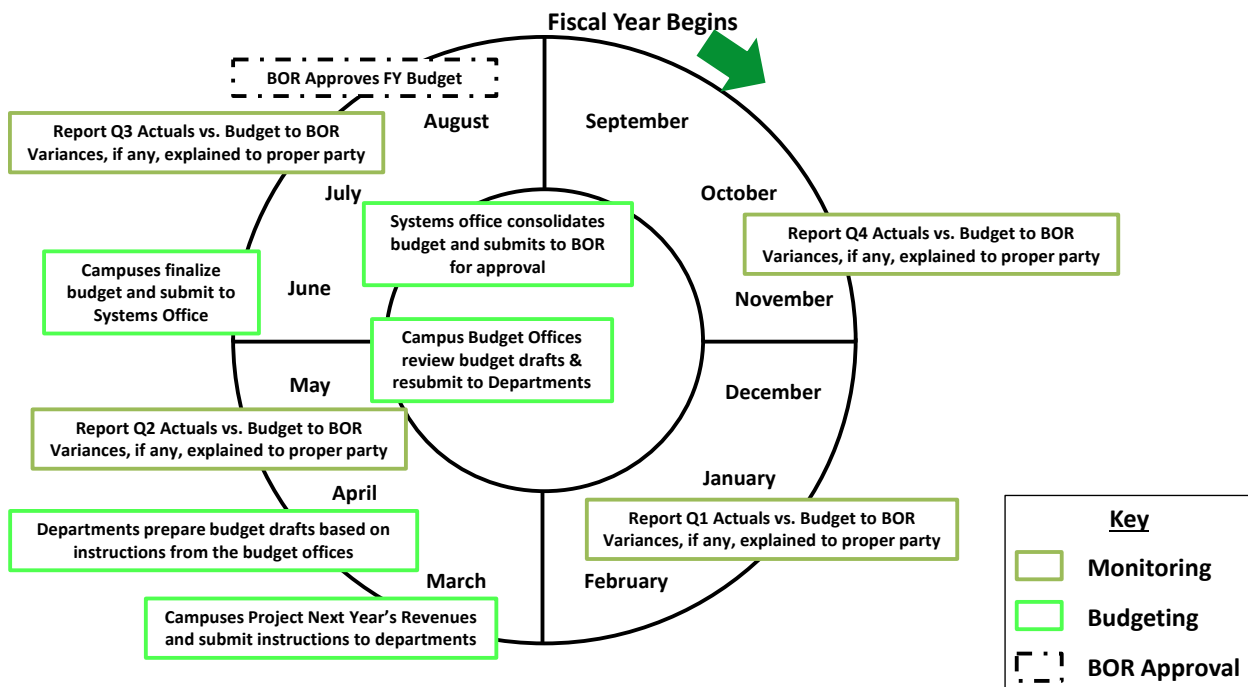 Fiscal Year Begins
BOR Approves FY Budget
August
September
Report Q3 Actuals vs. Budget to BOR
Variances, if any, explained to proper party
July
October
Systems office consolidates
budget and submits to BOR
for approval
Report Q4 Actuals vs. Budget to BOR
Variances, if any, explained to proper party
Campuses finalize
budget and submit to
Systems Office
June
November
Campus Budget Offices
review budget drafts &
resubmit to Departments
May
December
Report Q2 Actuals vs. Budget to BOR
Variances, if any, explained to proper party
April
January
Departments prepare budget drafts based on
instructions from the budget offices
Report Q1 Actuals vs. Budget to BOR
Variances, if any, explained to proper party
March
February
Campuses Project Next Year’s Revenues
and submit instructions to departments
Key
Monitoring
Budgeting
BOR Approval